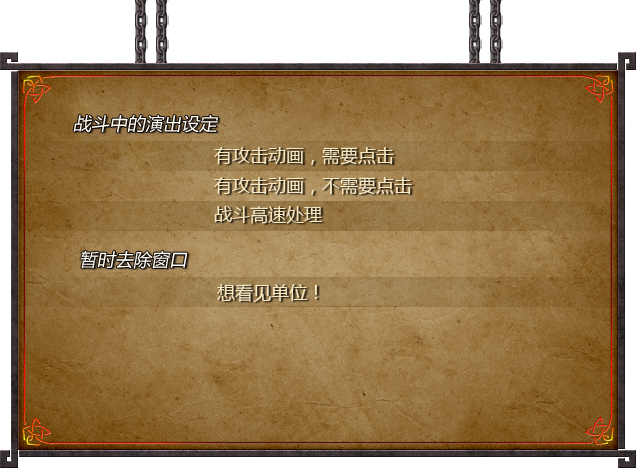 战斗中的演出设定
有攻击动画，需要点击
有攻击动画，不需要点击
战斗高速处理
暂时去除窗口
想看见单位！